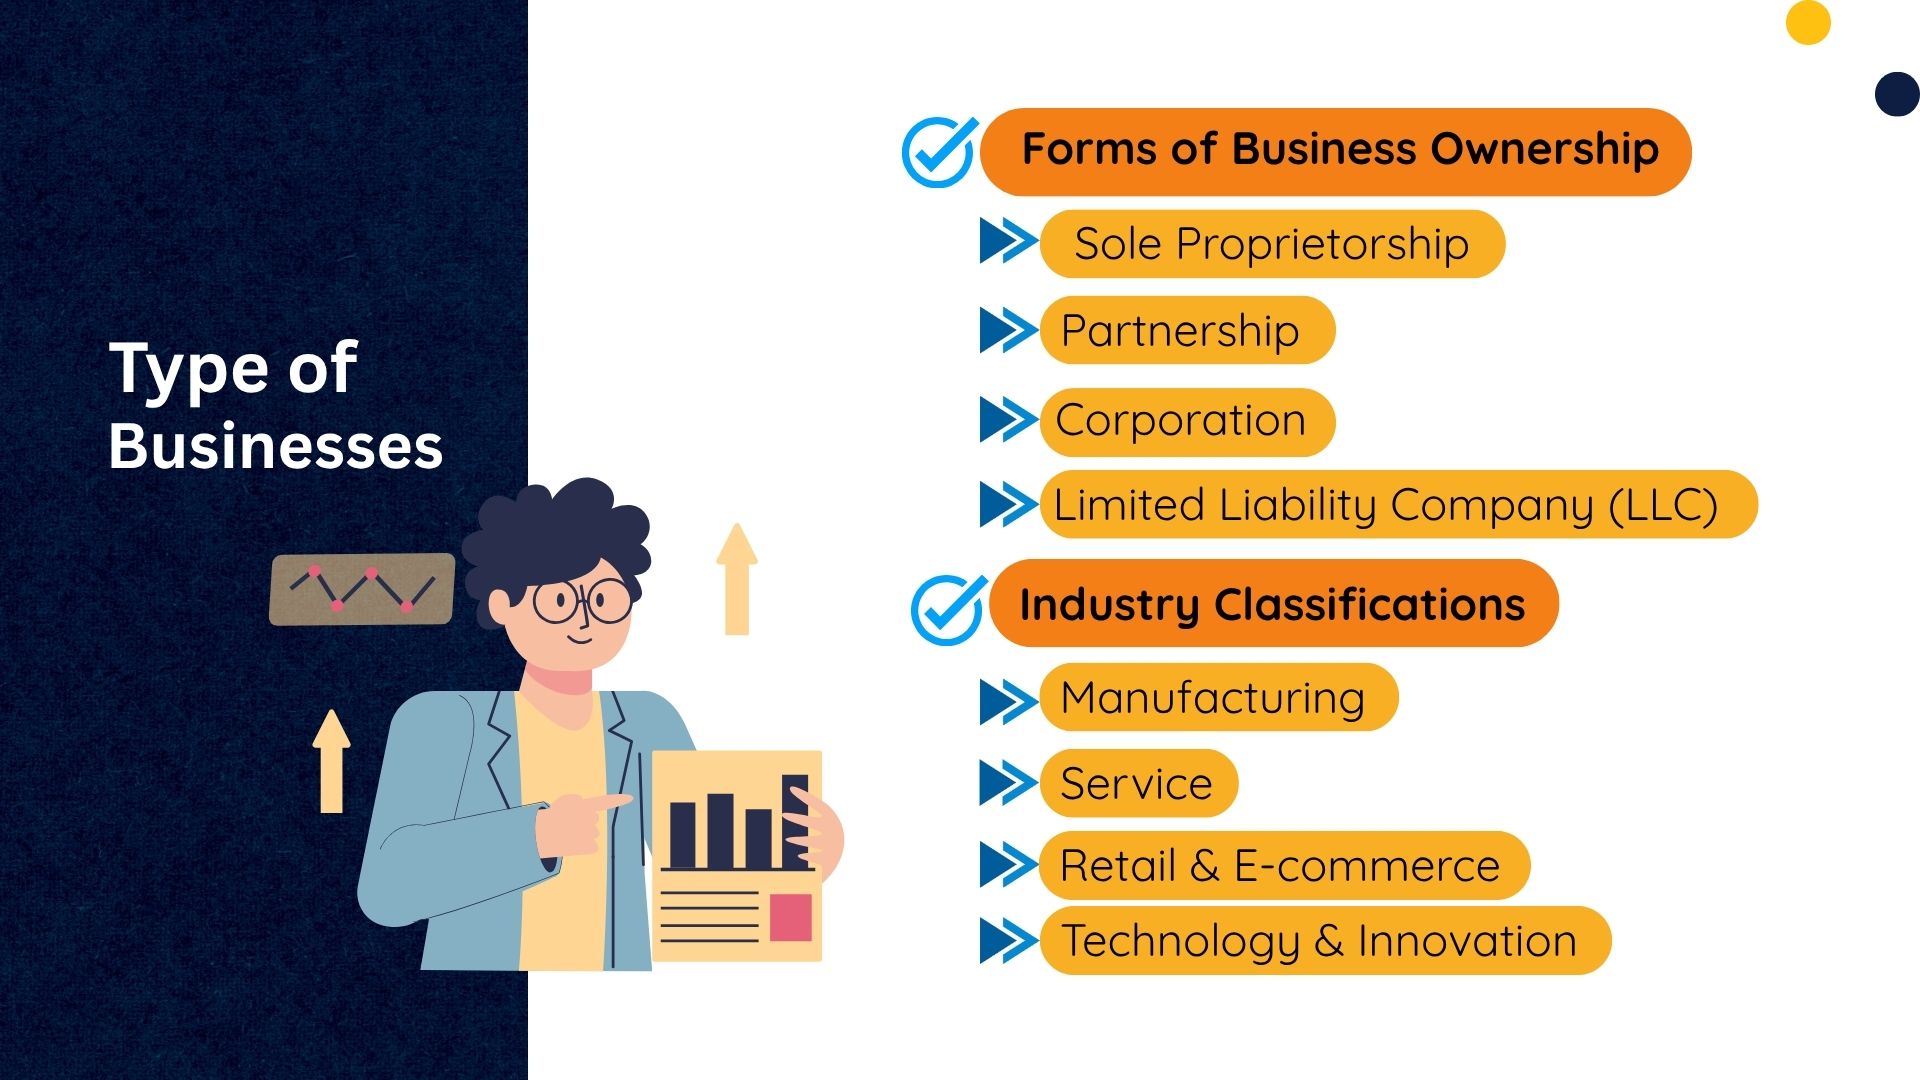 Type of
Businesses
Forms of Business Ownership
Sole Proprietorship
Partnership
Corporation
Limited Liability Company (LLC)
Industry Classifications
Manufacturing
Service
Retail & E-commerce
Technology & Innovation